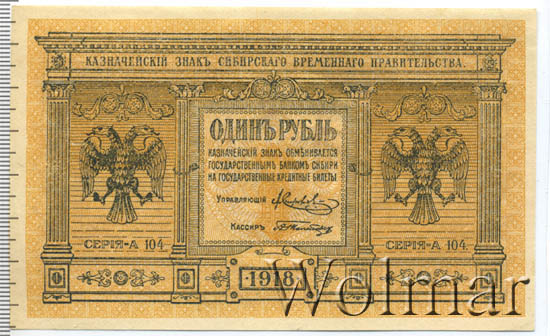 КАЗНАЧЕЙСКІЙ ЗНАКЪ СИБИРСКАГО ВРЕМЕННАГО ПРАВИТЕЛЬСТВА.
ОДИНЪ РУБЛЬ
КАЗНАЧЕЙСКІЙ ЗНАКЪ ОБМѢНИВАЕТСЯ
ГОСУДАРСТВЕННЫМЪ БАНКОМЪ СИБИРИ
НА ГОСУДАРСТВЕННЫЕ КРЕДИТНЫЕ БИЛЕТЫ
УПРАВЛЯЮЩІЙ
КАССИРЪ
СЕРІЯ-А 104
СЕРІЯ-А 104
1918
Wolmar